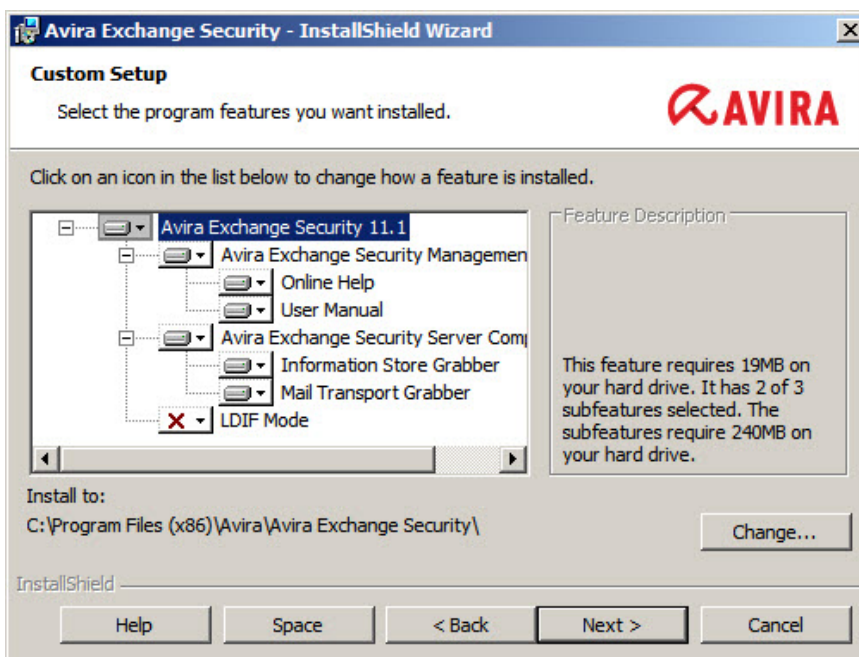 Avira Exchange Security - InstallShield Wizard
Custom Setup
Select the program features you want installed.
AVIRA
Click on an icon in the list below to change how a feature is installed.
Avira Exchange Security 11.1
Avira Exchange Security Managemen
Online Help
User Manual
Avira Exchange Security Server Comp
Information Store Grabber
Mail Transport Grabber
LDIF Mode
Feature Description
This feature requires 19MB on
your hard drive. It has 2 of 3
subfeatures selected. The
subfeatures require 240MB on
your hard drive.
Install to:
C:\Program Files (x86)\Avira\Avira Exchange Security\
Change...
InstallShield
Help
Space
< Back
Next >
Cancel